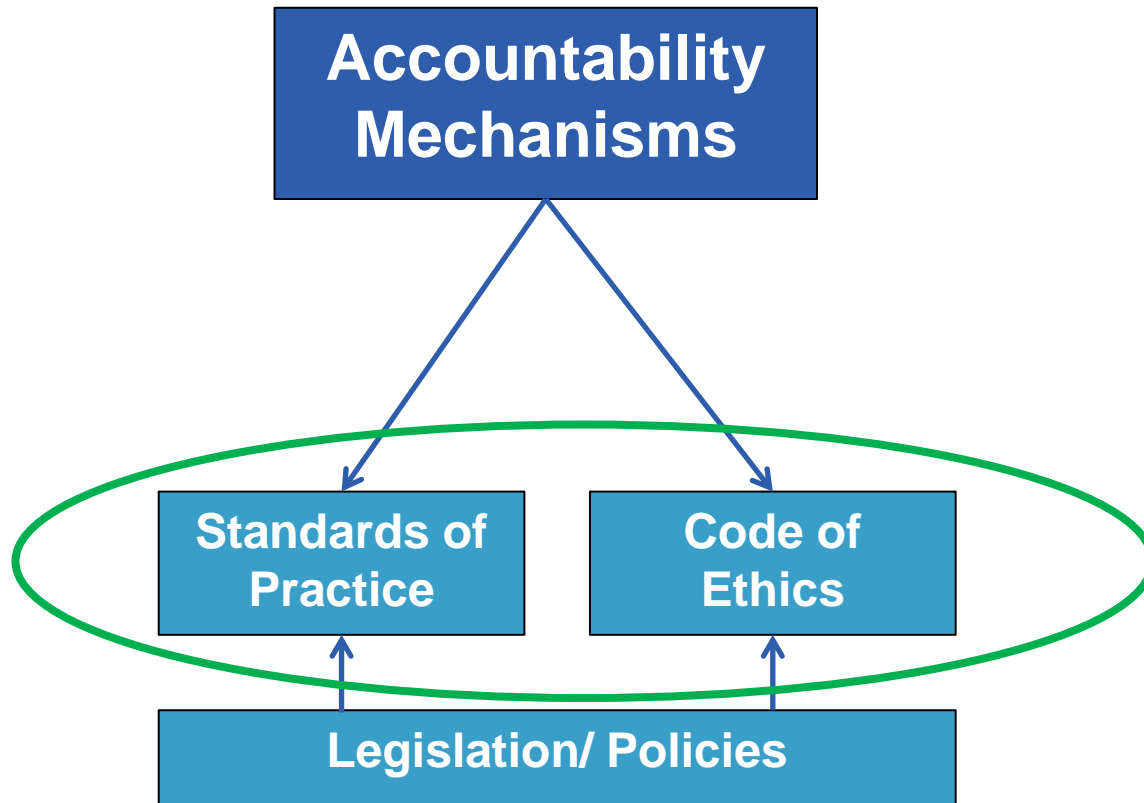 Accountability
Mechanisms
Standards of
Practice
Code of
Ethics
Legislation/ Policies